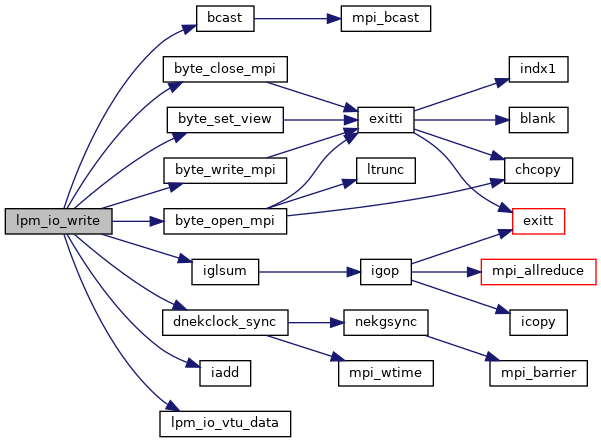 bcast
mpi_bcast
byte_close_mpi
indx1
byte_set_view
exitti
blank
byte_write_mpi
ltrunc
chcopy
lpm_io_write
byte_open_mpi
exitt
iglsum
igop
mpi_allreduce
dnekclock_sync
nekgsync
icopy
iadd
mpi_wtime
mpi_barrier
lpm_io_vtu_data